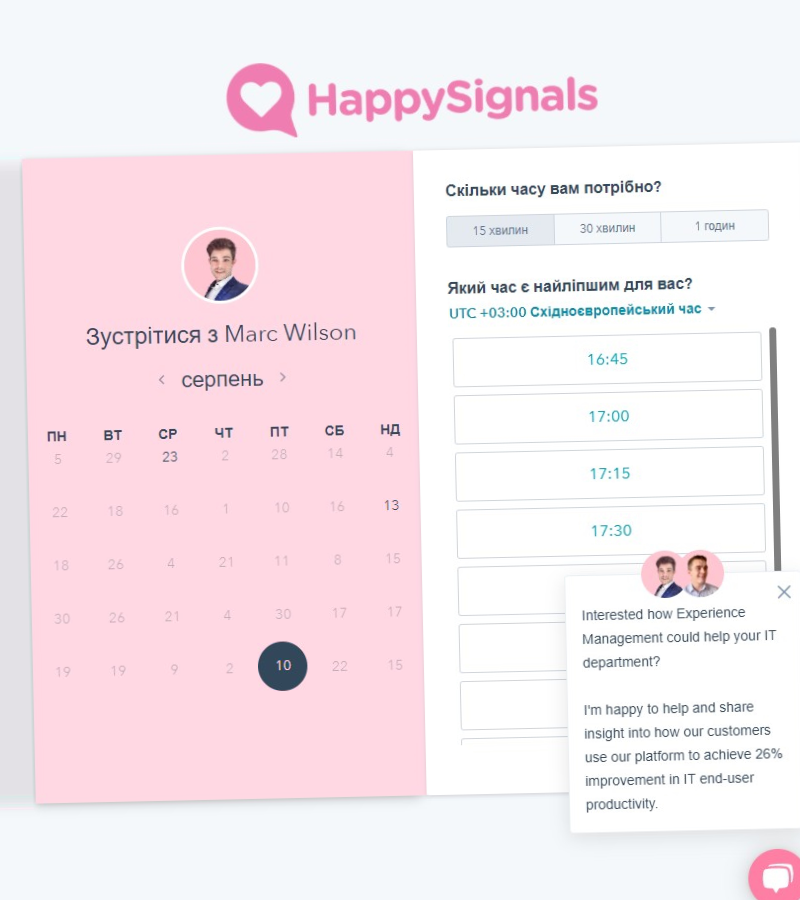 HappySignals
Зустрітися з Marc Wilson
серпень
ПН ВТ СР ЧТ ПТ СБ НД
5 29 23 2 28 14 4
22 18 16 1 10 16 13
18 26 4 21 11 8 15
30 26 21 4 30 17 17
19 19 9 2 10 22 15
Скільки часу вам потрібно?
15 хвилин 30 хвилин 1 годин
Який час є найліпшим для вас?
UTC +03:00 Східноєвропейський час
16:45
17:00
17:15
17:30
Interested how Experience
Management could help your IT
department?
I'm happy to help and share
insight into how our customers
use our platform to achieve 26%
improvement in IT end-user
productivity.